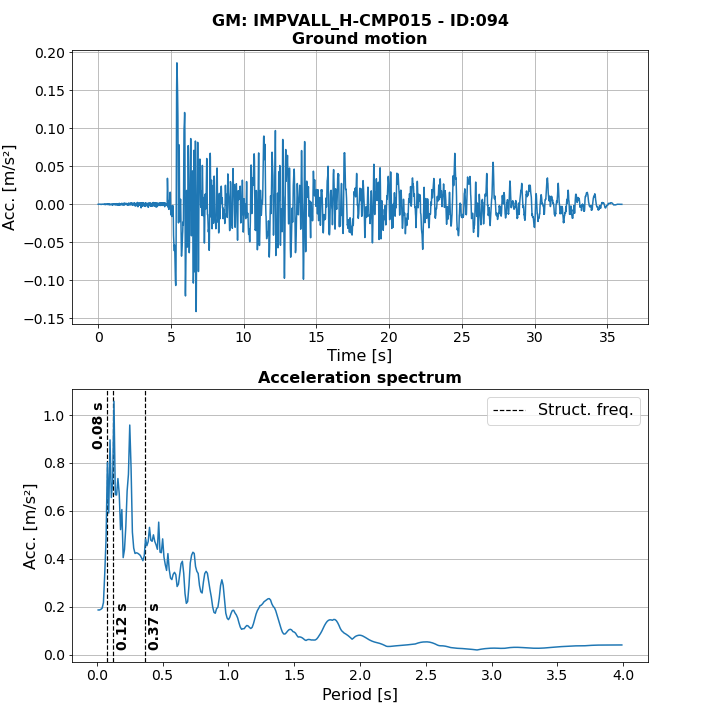 GM: IMPVALL_H-CMP015 - ID:094
Ground motion
0.20
0.15
0.10
0.05
0.00
−0.05
−0.10
−0.15
Acc. [m/s²]
0 5 10 15 20 25 30 35
Time [s]
Acceleration spectrum
1.0
0.8
0.6
0.4
0.2
0.0
Acc. [m/s²]
0.08 s
0.12 s
0.37 s
Struct. freq.
0.0 0.5 1.0 1.5 2.0 2.5 3.0 3.5 4.0
Period [s]